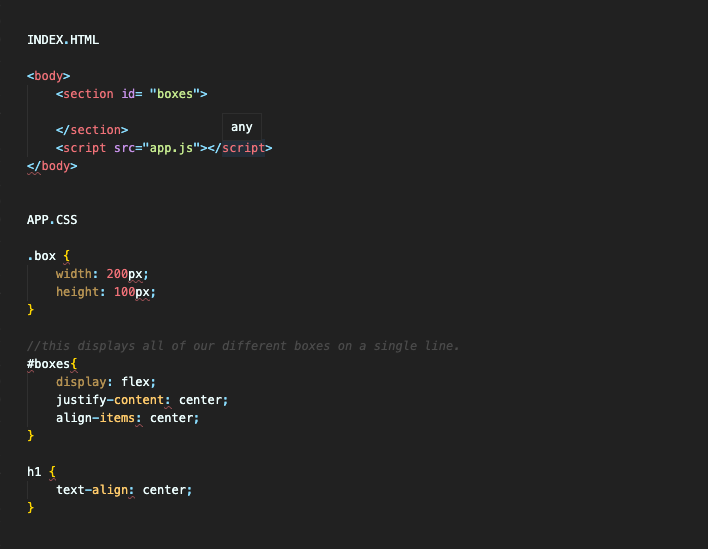 INDEX.HTML
<body>
<section id= "boxes">
any
</section>
<script src="app.js"></script>
</body>
APP.CSS
.box {
width: 200px;
height: 100px;
}
//this displays all of our different boxes on a single line.
#boxes{
display: flex;
justify-content: center;
align-items: center;
}
h1 {
text-align: center;
}